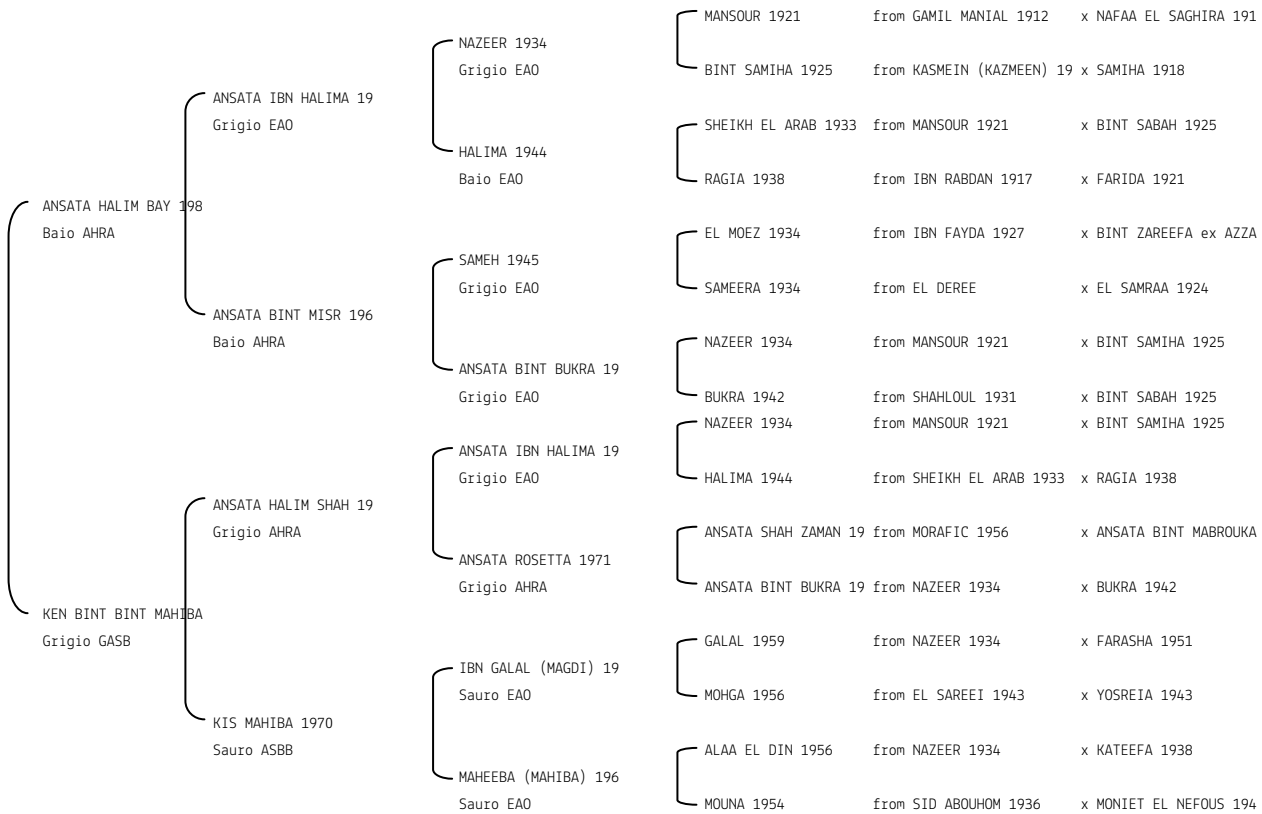 MANSOUR 1921 from GAMIL MANIAL 1912 x NAFAA EL SAGHIRA 191
NAZEER 1934
Grigio EAO
BINT SAMIHA 1925 from KASMEIN (KAZMEEN) 19 x SAMIHA 1918
ANSATA IBN HALIMA 19
Grigio EAO
SHEIKH EL ARAB 1933 from MANSOUR 1921 x BINT SABAH 1925
HALIMA 1944
Baio EAO
RAGIA 1938 from IBN RABDAN 1917 x FARIDA 1921
ANSATA HALIM BAY 198
Baio AHRA
EL MOEZ 1934 from IBN FAYDA 1927 x BINT ZAREEFA ex AZZA
SAMEH 1945
Grigio EAO
SAMEERA 1934 from EL DEREE x EL SAMRAA 1924
ANSATA BINT MISR 196
Baio AHRA
NAZEER 1934 from MANSOUR 1921 x BINT SAMIHA 1925
ANSATA BINT BUKRA 19
Grigio EAO
BUKRA 1942 from SHAHLOUL 1931 x BINT SABAH 1925
NAZEER 1934 from MANSOUR 1921 x BINT SAMIHA 1925
ANSATA IBN HALIMA 19
Grigio EAO
HALIMA 1944 from SHEIKH EL ARAB 1933 x RAGIA 1938
ANSATA HALIM SHAH 19
Grigio AHRA
ANSATA SHAH ZAMAN 19 from MORAFIC 1956 x ANSATA BINT MABROUKA
ANSATA ROSETTA 1971
Grigio AHRA
ANSATA BINT BUKRA 19 from NAZEER 1934 x BUKRA 1942
KEN BINT BINT MAHIBA
Grigio GASB
GALAL 1959 from NAZEER 1934 x FARASHA 1951
IBN GALAL (MAGDI) 19
Sauro EAO
MOHGA 1956 from EL SAREEI 1943 x YOSREIA 1943
KIS MAHIBA 1970
Sauro ASBB
ALAA EL DIN 1956 from NAZEER 1934 x KATEEFA 1938
MAHEEBA (MAHIBA) 196
Sauro EAO
MOUNA 1954 from SID ABOUHOM 1936 x MONIET EL NEFOUS 194